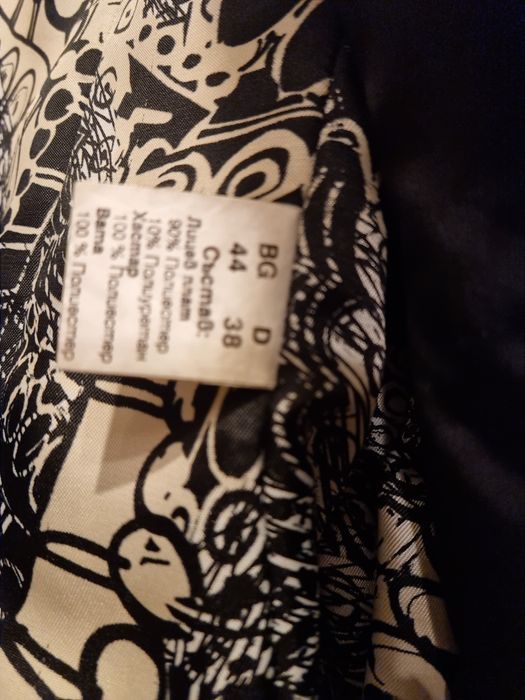 BG D
44 38
Състав:
Лицев плат
90% Полиестер
10% Полиуретан
Хастар
100 % Полиестер
Вата
100 % Полиестер